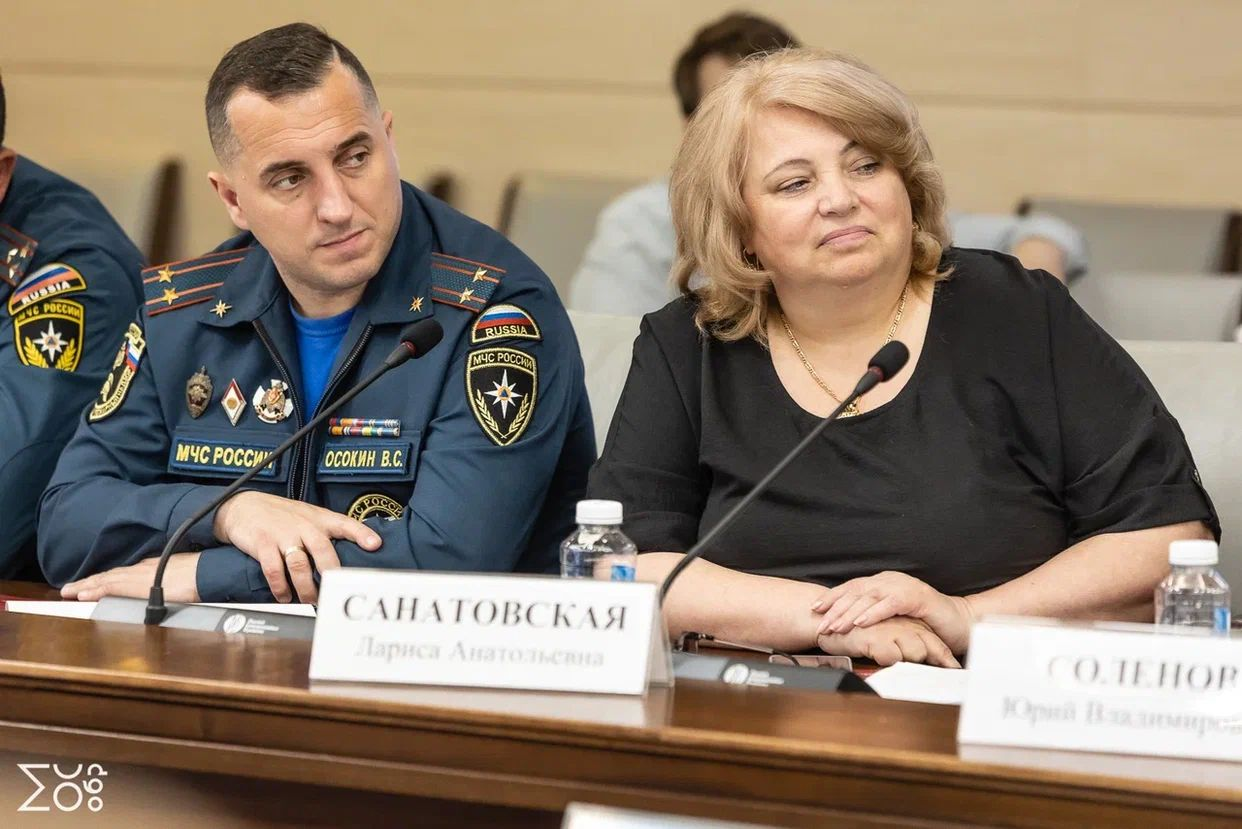 RUSSIA
МЧС РОССИИ
RUSSIA
МЧС РОССИИ
МЧС РОССИИ
ОСОКИН В.С.
САНАТОВСКАЯ
Лариса Анатольевна
СОЛЕНОВ
Юрий Владимиров